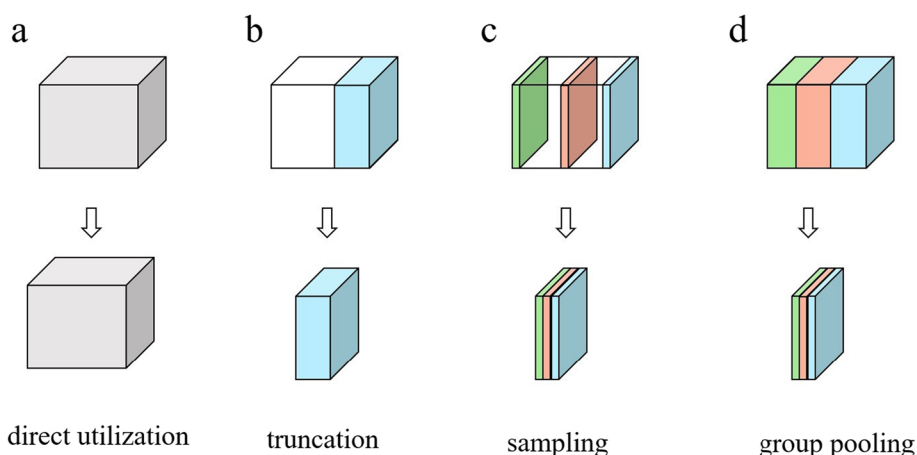 a b c d
direct utilization truncation sampling group pooling